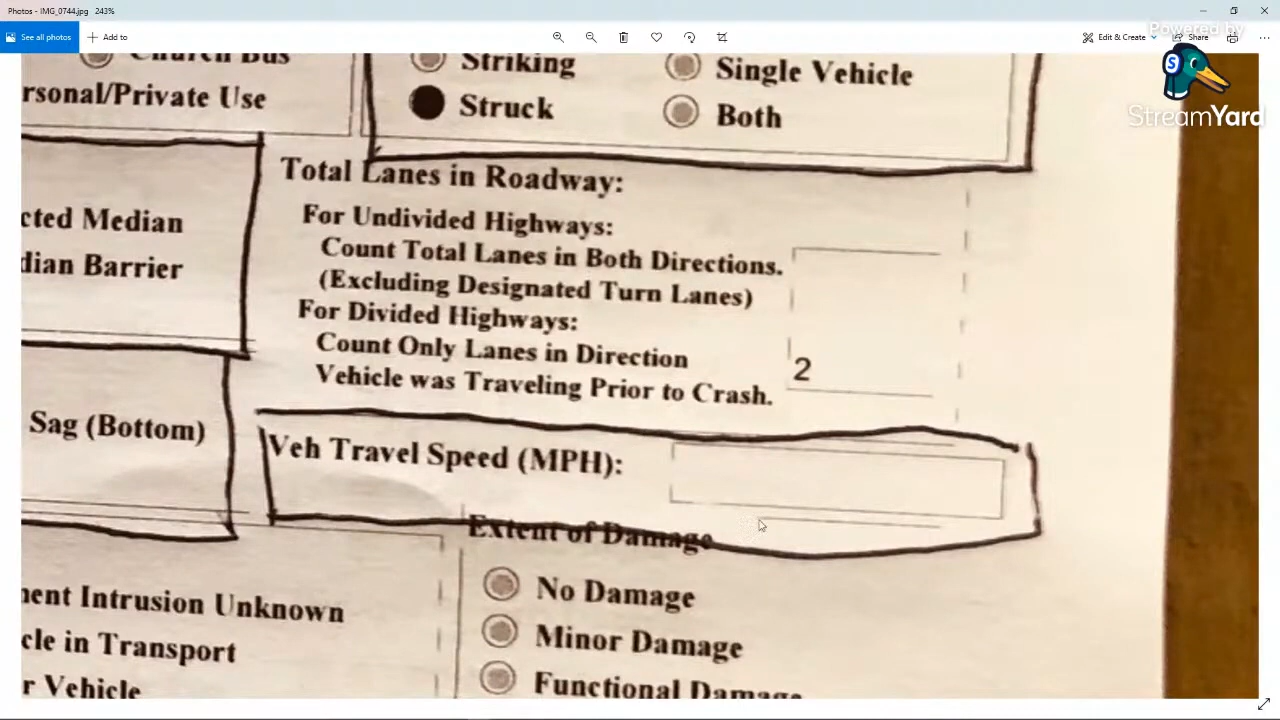 Photos - IMG_0744.jpg 243%
See all photos
Add to
Edit & Create
Share
Powered by
StreamYard
Church Bus
rsonal/Private Use
Striking
Single Vehicle
Struck
Both
cted Median
dian Barrier
Total Lanes in Roadway:
For Undivided Highways:
Count Total Lanes in Both Directions.
(Excluding Designated Turn Lanes)
For Divided Highways:
Count Only Lanes in Direction
Vehicle was Traveling Prior to Crash.
2
Sag (Bottom)
Veh Travel Speed (MPH):
Extent of Damage
No Damage
Minor Damage
Functional Damage
nent Intrusion Unknown
cle in Transport
r Vehicle